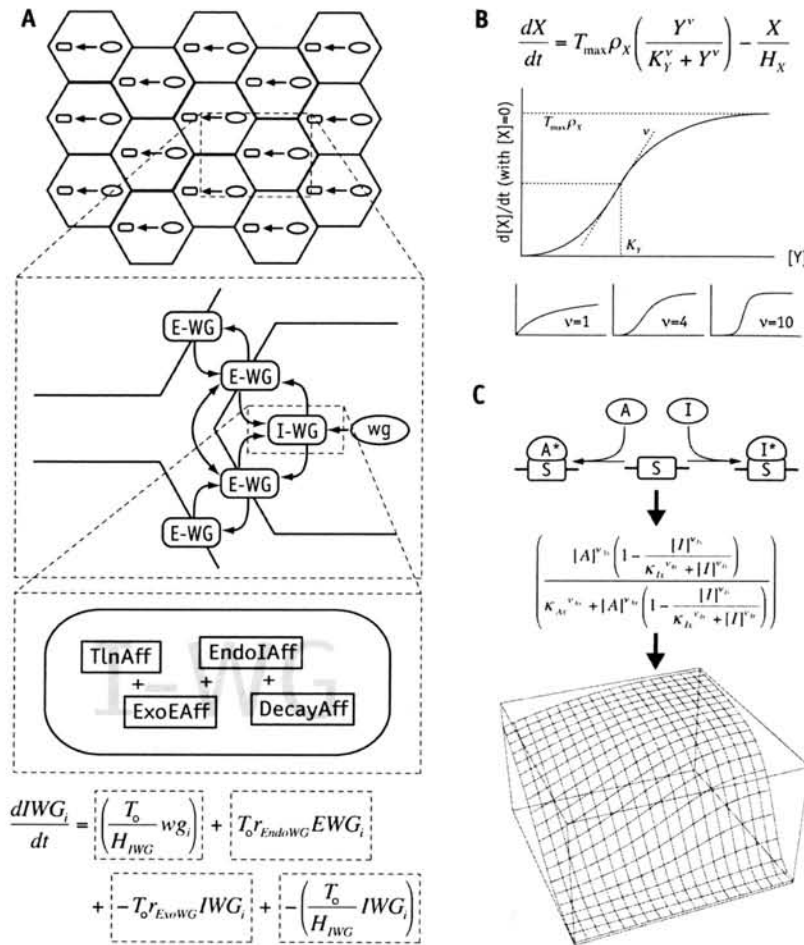 A
E-WG
E-WG
I-WG
wg
E-WG
E-WG
I-WG
TlnAff
+
EndoIAff
+
ExoEAff
+
DecayAff
dIWG_i/dt = (T_o/H_IWG wg_i) + T_o r_EndoWG EWG_i
+ -T_o r_ExoWG IWG_i + -(T_o/H_IWG IWG_i)
B
dX/dt = T_max ρ_X (Y^ν/(K_Y^ν + Y^ν)) - X/H_X
d[X]/dt (with [X]=0)
T_max ρ_X
ν
K_Y
[Y]
ν=1
ν=4
ν=10
C
A
I
A*
S
S
I*
S